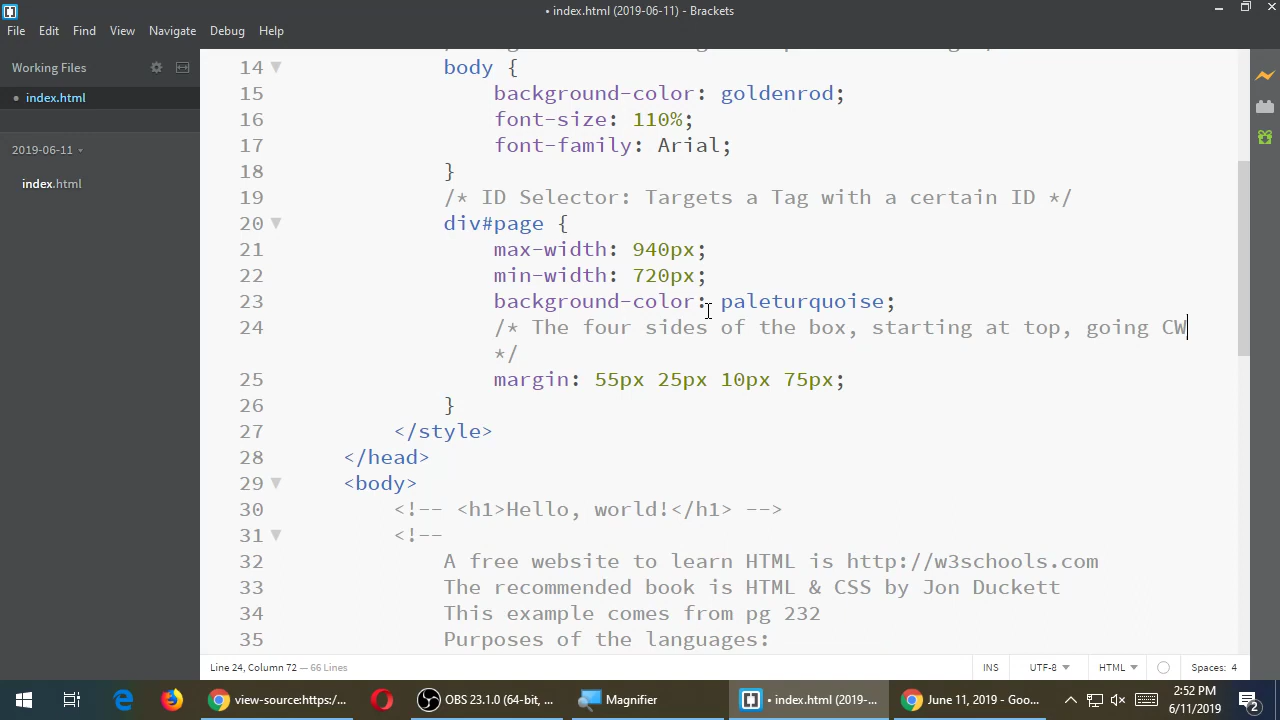 • index.html (2019-06-11) - Brackets
File Edit Find View Navigate Debug Help
Working Files
• index.html
2019-06-11
index.html
14 body {
15 background-color: goldenrod;
16 font-size: 110%;
17 font-family: Arial;
18 }
19 /* ID Selector: Targets a Tag with a certain ID */
20 div#page {
21 max-width: 940px;
22 min-width: 720px;
23 background-color: paleturquoise;
24 /* The four sides of the box, starting at top, going CW
*/
25 margin: 55px 25px 10px 75px;
26 }
27 </style>
28 </head>
29 <body>
30 <!-- <h1>Hello, world!</h1> -->
31 <!--
32 A free website to learn HTML is http://w3schools.com
33 The recommended book is HTML & CSS by Jon Duckett
34 This example comes from pg 232
35 Purposes of the languages:
Line 24, Column 72 — 66 Lines
INS UTF-8 HTML Spaces: 4
view-source:https:/... OBS 23.1.0 (64-bit, ... Magnifier • index.html (2019-... June 11, 2019 - Goo... 2:52 PM
6/11/2019 2